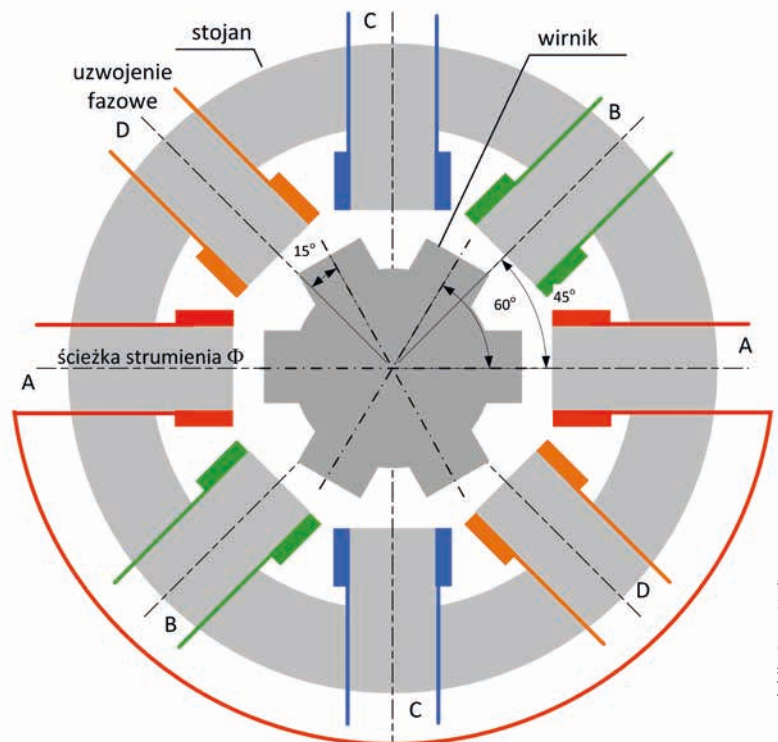 C
stojan
wirnik
uzwojenie
fazowe
D
B
15°
60°
45°
ścieżka strumienia Φ
A
A
B
D
C